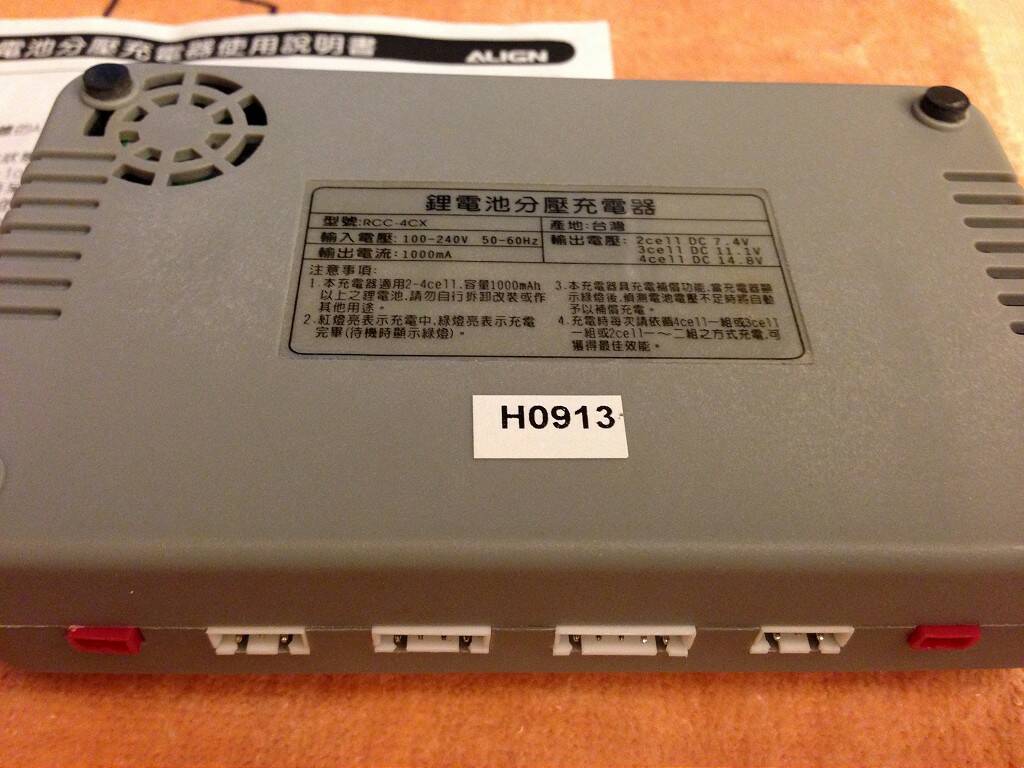 電池分壓充電器使用說明書
ALIGN
鋰電池分壓充電器
型號:RCC-4CX
產地:台灣
輸入電壓: 100-240V 50-60Hz
輸出電流: 1000mA
輸出電壓: 2cell DC 7.4V
3cell DC 11.1V
4cell DC 14.8V
注意事項:
1.本充電器適用2-4cell,容量1000mAh
以上之鋰電池,請勿自行拆卸改裝或作
其他用途。
2.紅燈亮表示充電中,綠燈亮表示充電
完畢(待機時顯示綠燈)。
3.本充電器具充電補償功能,當充電器顯
示綠燈後,偵測電池電壓不足時將自動
予以補償充電。
4.充電時每次請依舊4cell一組或3cell
一組或2cell一~二組之方式充電,可
獲得最佳效能。
H0913